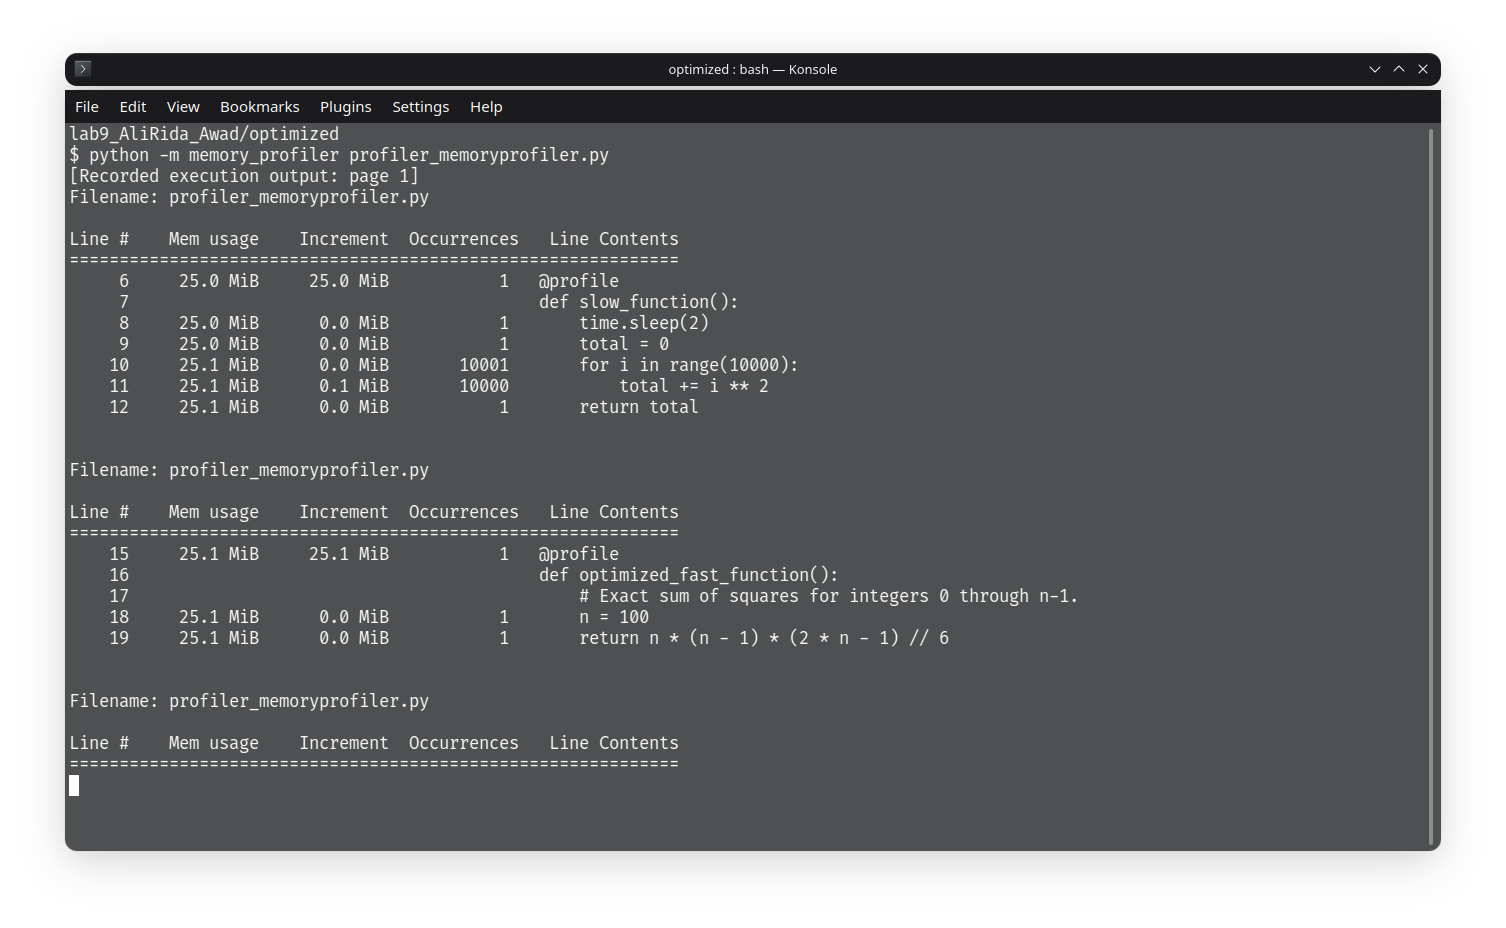 optimized : bash — Konsole
File Edit View Bookmarks Plugins Settings Help
lab9_AliRida_Awad/optimized
$ python -m memory_profiler profiler_memoryprofiler.py
[Recorded execution output: page 1]
Filename: profiler_memoryprofiler.py
Line #    Mem usage    Increment  Occurrences   Line Contents
=============================================================
     6     25.0 MiB     25.0 MiB           1   @profile
     7                                         def slow_function():
     8     25.0 MiB      0.0 MiB           1       time.sleep(2)
     9     25.0 MiB      0.0 MiB           1       total = 0
    10     25.1 MiB      0.0 MiB       10001       for i in range(10000):
    11     25.1 MiB      0.1 MiB       10000           total += i ** 2
    12     25.1 MiB      0.0 MiB           1       return total
Filename: profiler_memoryprofiler.py
Line #    Mem usage    Increment  Occurrences   Line Contents
=============================================================
    15     25.1 MiB     25.1 MiB           1   @profile
    16                                         def optimized_fast_function():
    17                                             # Exact sum of squares for integers 0 through n-1.
    18     25.1 MiB      0.0 MiB           1       n = 100
    19     25.1 MiB      0.0 MiB           1       return n * (n - 1) * (2 * n - 1) // 6
Filename: profiler_memoryprofiler.py
Line #    Mem usage    Increment  Occurrences   Line Contents
=============================================================